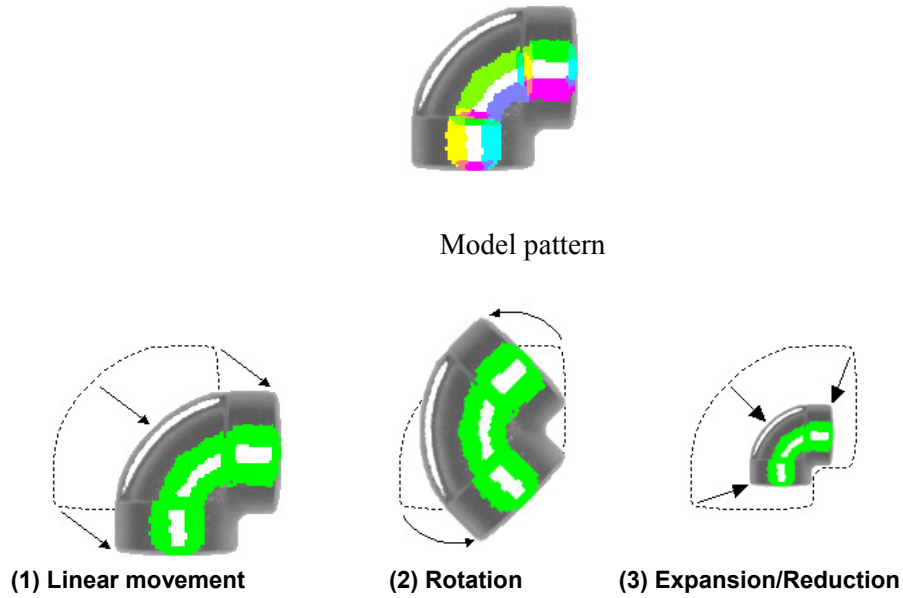 Model pattern
(1) Linear movement
(2) Rotation
(3) Expansion/Reduction